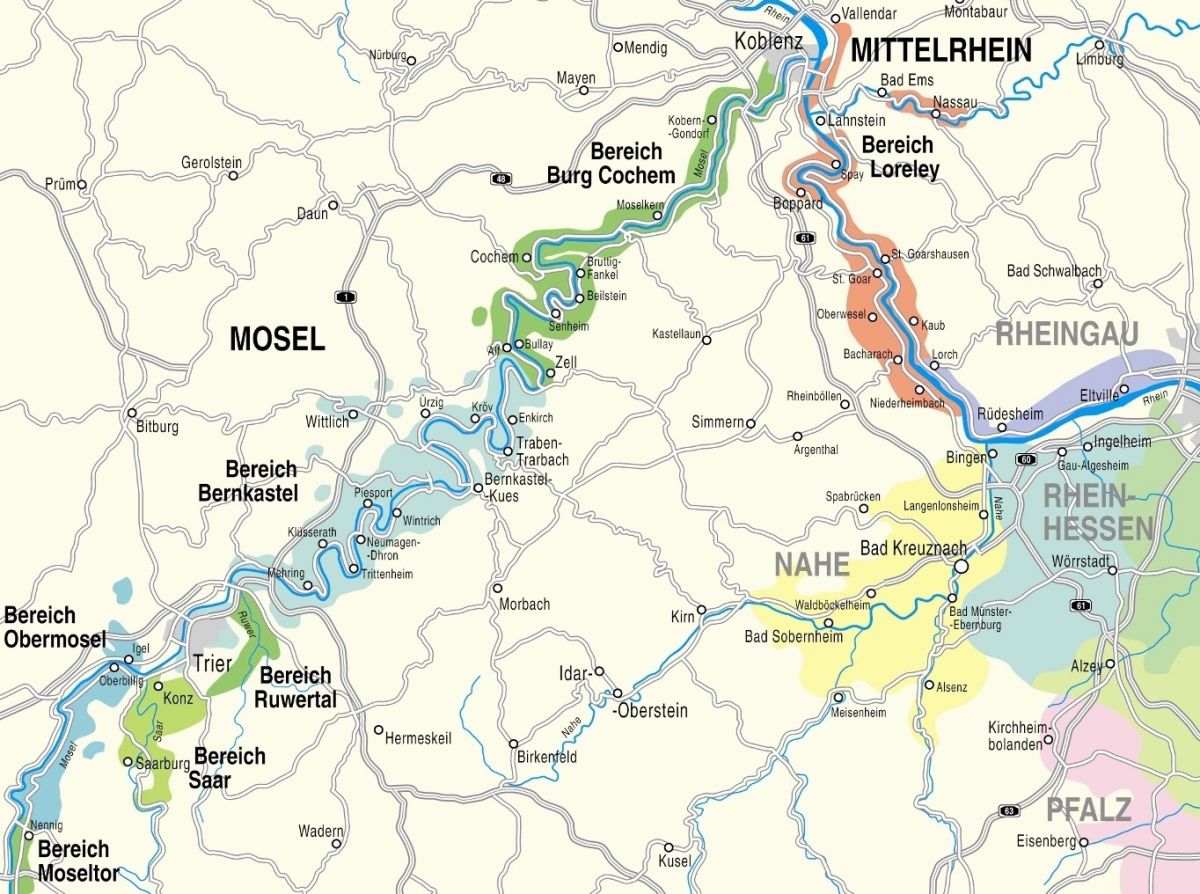 Rhein
Vallendar
Montabaur
Koblenz
MITTELRHEIN
Mendig
Nürburg
Limburg
Mayen
Bad Ems
Nassau
Kobern-
-Gondorf
Lahnstein
Bereich
Burg Cochem
Mosel
Bereich
Loreley
Gerolstein
Prüm
48
Spay
Daun
Moselkern
Boppard
61
Cochem
Bruttig-
Fankel
St. Goarshausen
St. Goar
Bad Schwalbach
1
Beilstein
Senheim
Oberwesel
Kaub
MOSEL
Kastellaun
RHEINGAU
Alf
Bullay
Zell
Bacharach
Lorch
Niederheimbach
Eltville
Rhein
Rheinböllen
Ürzig
Kröv
Enkirch
Wittlich
Bitburg
Simmern
Argenthal
Rüdesheim
Ingelheim
Traben-
Trarbach
Bingen
60
Gau-Algesheim
Bereich
Bernkastel
Bernkastel-
-Kues
Piesport
Wintrich
Spabrücken
Langenlonsheim
Nahe
RHEIN-
HESSEN
Klüsserath
Neumagen-
-Dhron
Trittenheim
NAHE
Bad Kreuznach
Wörrstadt
Mehring
Morbach
Kirn
Waldböckelheim
Bad Münster-
-Ebernburg
61
Bereich
Obermosel
Ruwer
Bad Sobernheim
Igel
Trier
Oberbillig
Konz
Bereich
Ruwertal
Idar-
-Oberstein
Alzey
Alsenz
Meisenheim
Saar
Mosel
Nahe
Hermeskeil
Birkenfeld
Kirchheim-
bolanden
Saarburg
Bereich
Saar
PFALZ
63
Nennig
Wadern
Kusel
Eisenberg
Bereich
Moseltor